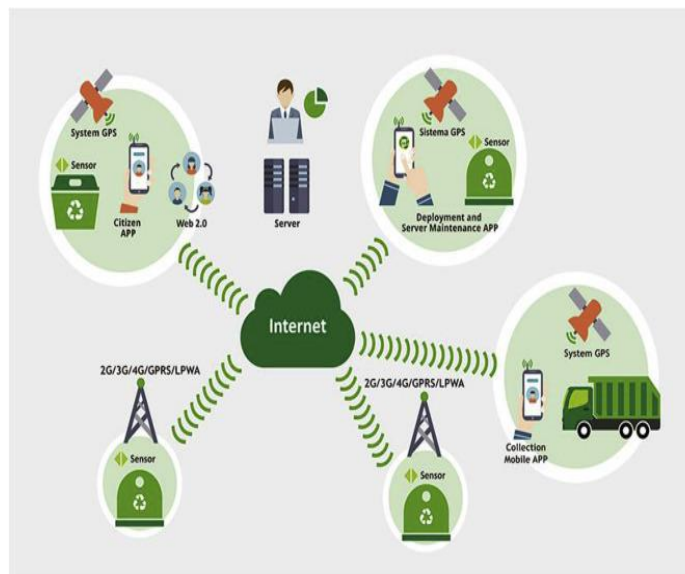 System GPS
Sensor
Citizen
APP
Web 2.0
Server
Sistema GPS
Sensor
Deployment and
Server Maintenance APP
Internet
2G/3G/4G/GPRS/LPWA
Sensor
2G/3G/4G/GPRS/LPWA
Sensor
System GPS
Collection
Mobile APP